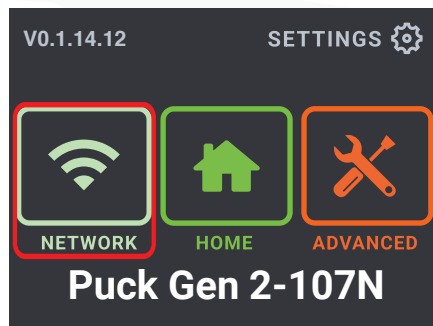 V0.1.14.12 SETTINGS
NETWORK HOME ADVANCED
Puck Gen 2-107N